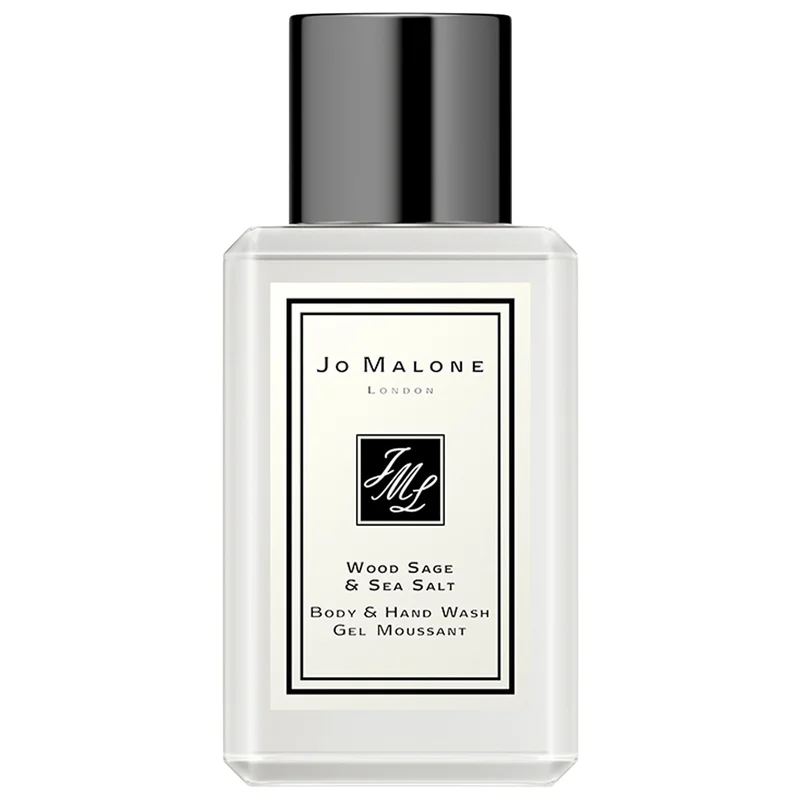 Jo Malone
London
JML
Wood Sage
& Sea Salt
Body & Hand Wash
Gel Moussant